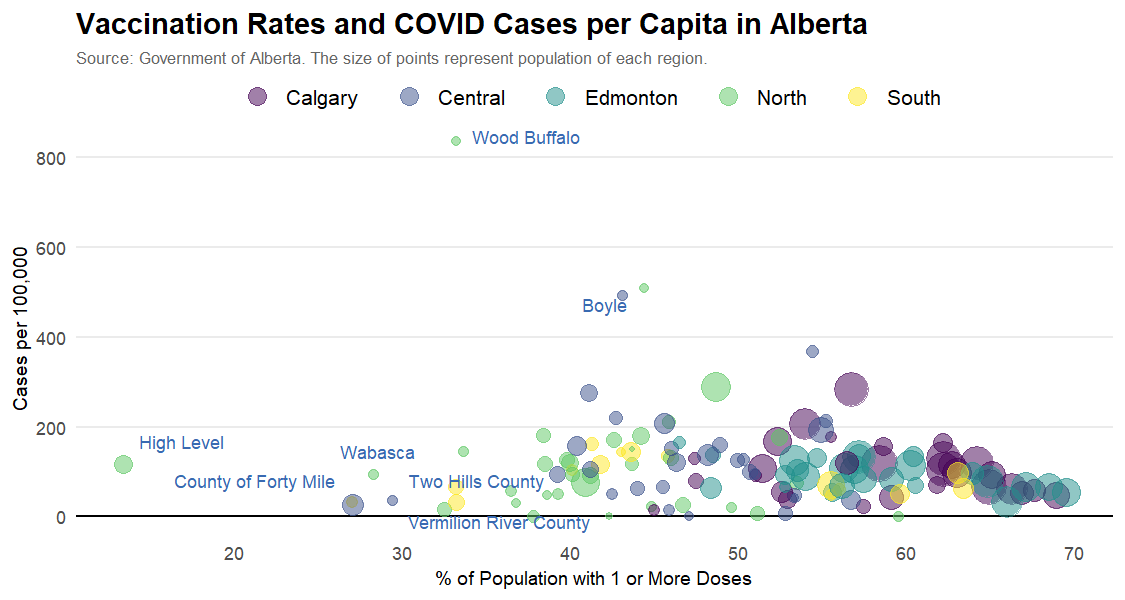 Vaccination Rates and COVID Cases per Capita in Alberta
Source: Government of Alberta. The size of points represent population of each region.
Calgary Central Edmonton North South
Wood Buffalo
800
600
Boyle
400
Cases per 100,000
200
High Level
Wabasca
County of Forty Mile
Two Hills County
Vermilion River County
0
20 30 40 50 60 70
% of Population with 1 or More Doses